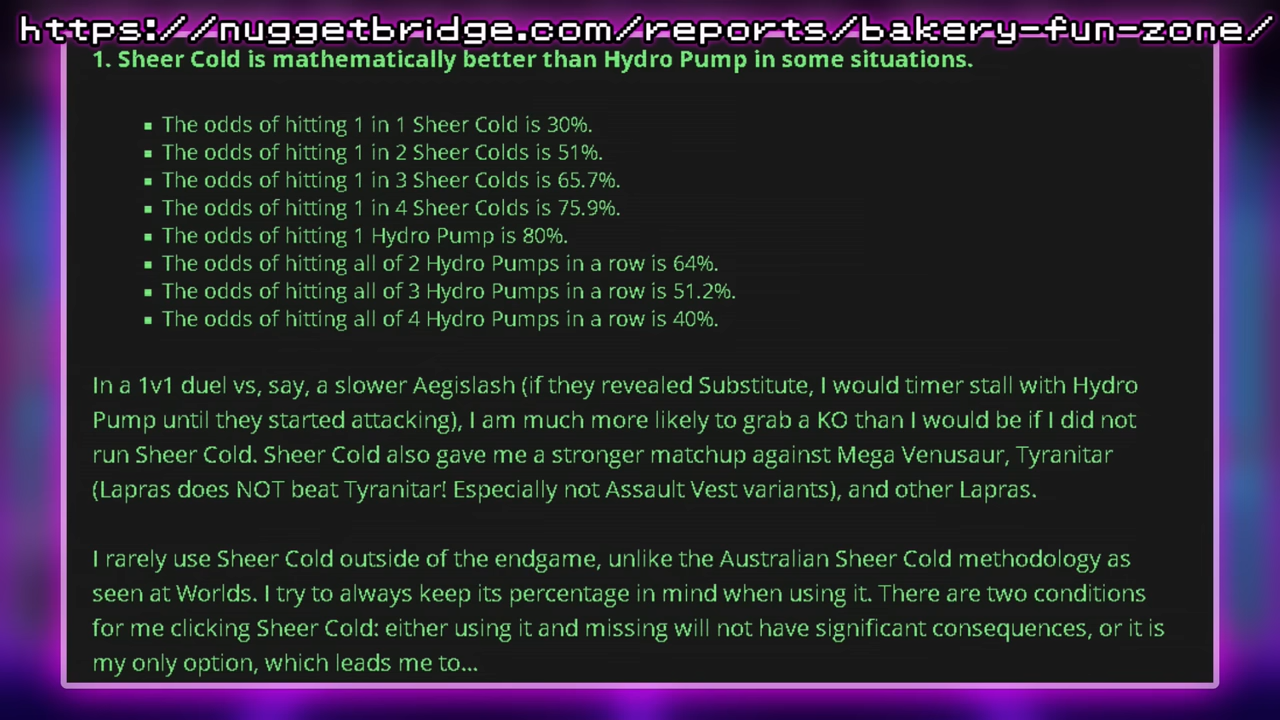 https://nuggetbridge.com/reports/bakery-fun-zone/
1. Sheer Cold is mathematically better than Hydro Pump in some situations.
▪ The odds of hitting 1 in 1 Sheer Cold is 30%.
▪ The odds of hitting 1 in 2 Sheer Colds is 51%.
▪ The odds of hitting 1 in 3 Sheer Colds is 65.7%.
▪ The odds of hitting 1 in 4 Sheer Colds is 75.9%.
▪ The odds of hitting 1 Hydro Pump is 80%.
▪ The odds of hitting all of 2 Hydro Pumps in a row is 64%.
▪ The odds of hitting all of 3 Hydro Pumps in a row is 51.2%.
▪ The odds of hitting all of 4 Hydro Pumps in a row is 40%.
In a 1v1 duel vs, say, a slower Aegislash (if they revealed Substitute, I would timer stall with Hydro
Pump until they started attacking), I am much more likely to grab a KO than I would be if I did not
run Sheer Cold. Sheer Cold also gave me a stronger matchup against Mega Venusaur, Tyranitar
(Lapras does NOT beat Tyranitar! Especially not Assault Vest variants), and other Lapras.
I rarely use Sheer Cold outside of the endgame, unlike the Australian Sheer Cold methodology as
seen at Worlds. I try to always keep its percentage in mind when using it. There are two conditions
for me clicking Sheer Cold: either using it and missing will not have significant consequences, or it is
my only option, which leads me to...